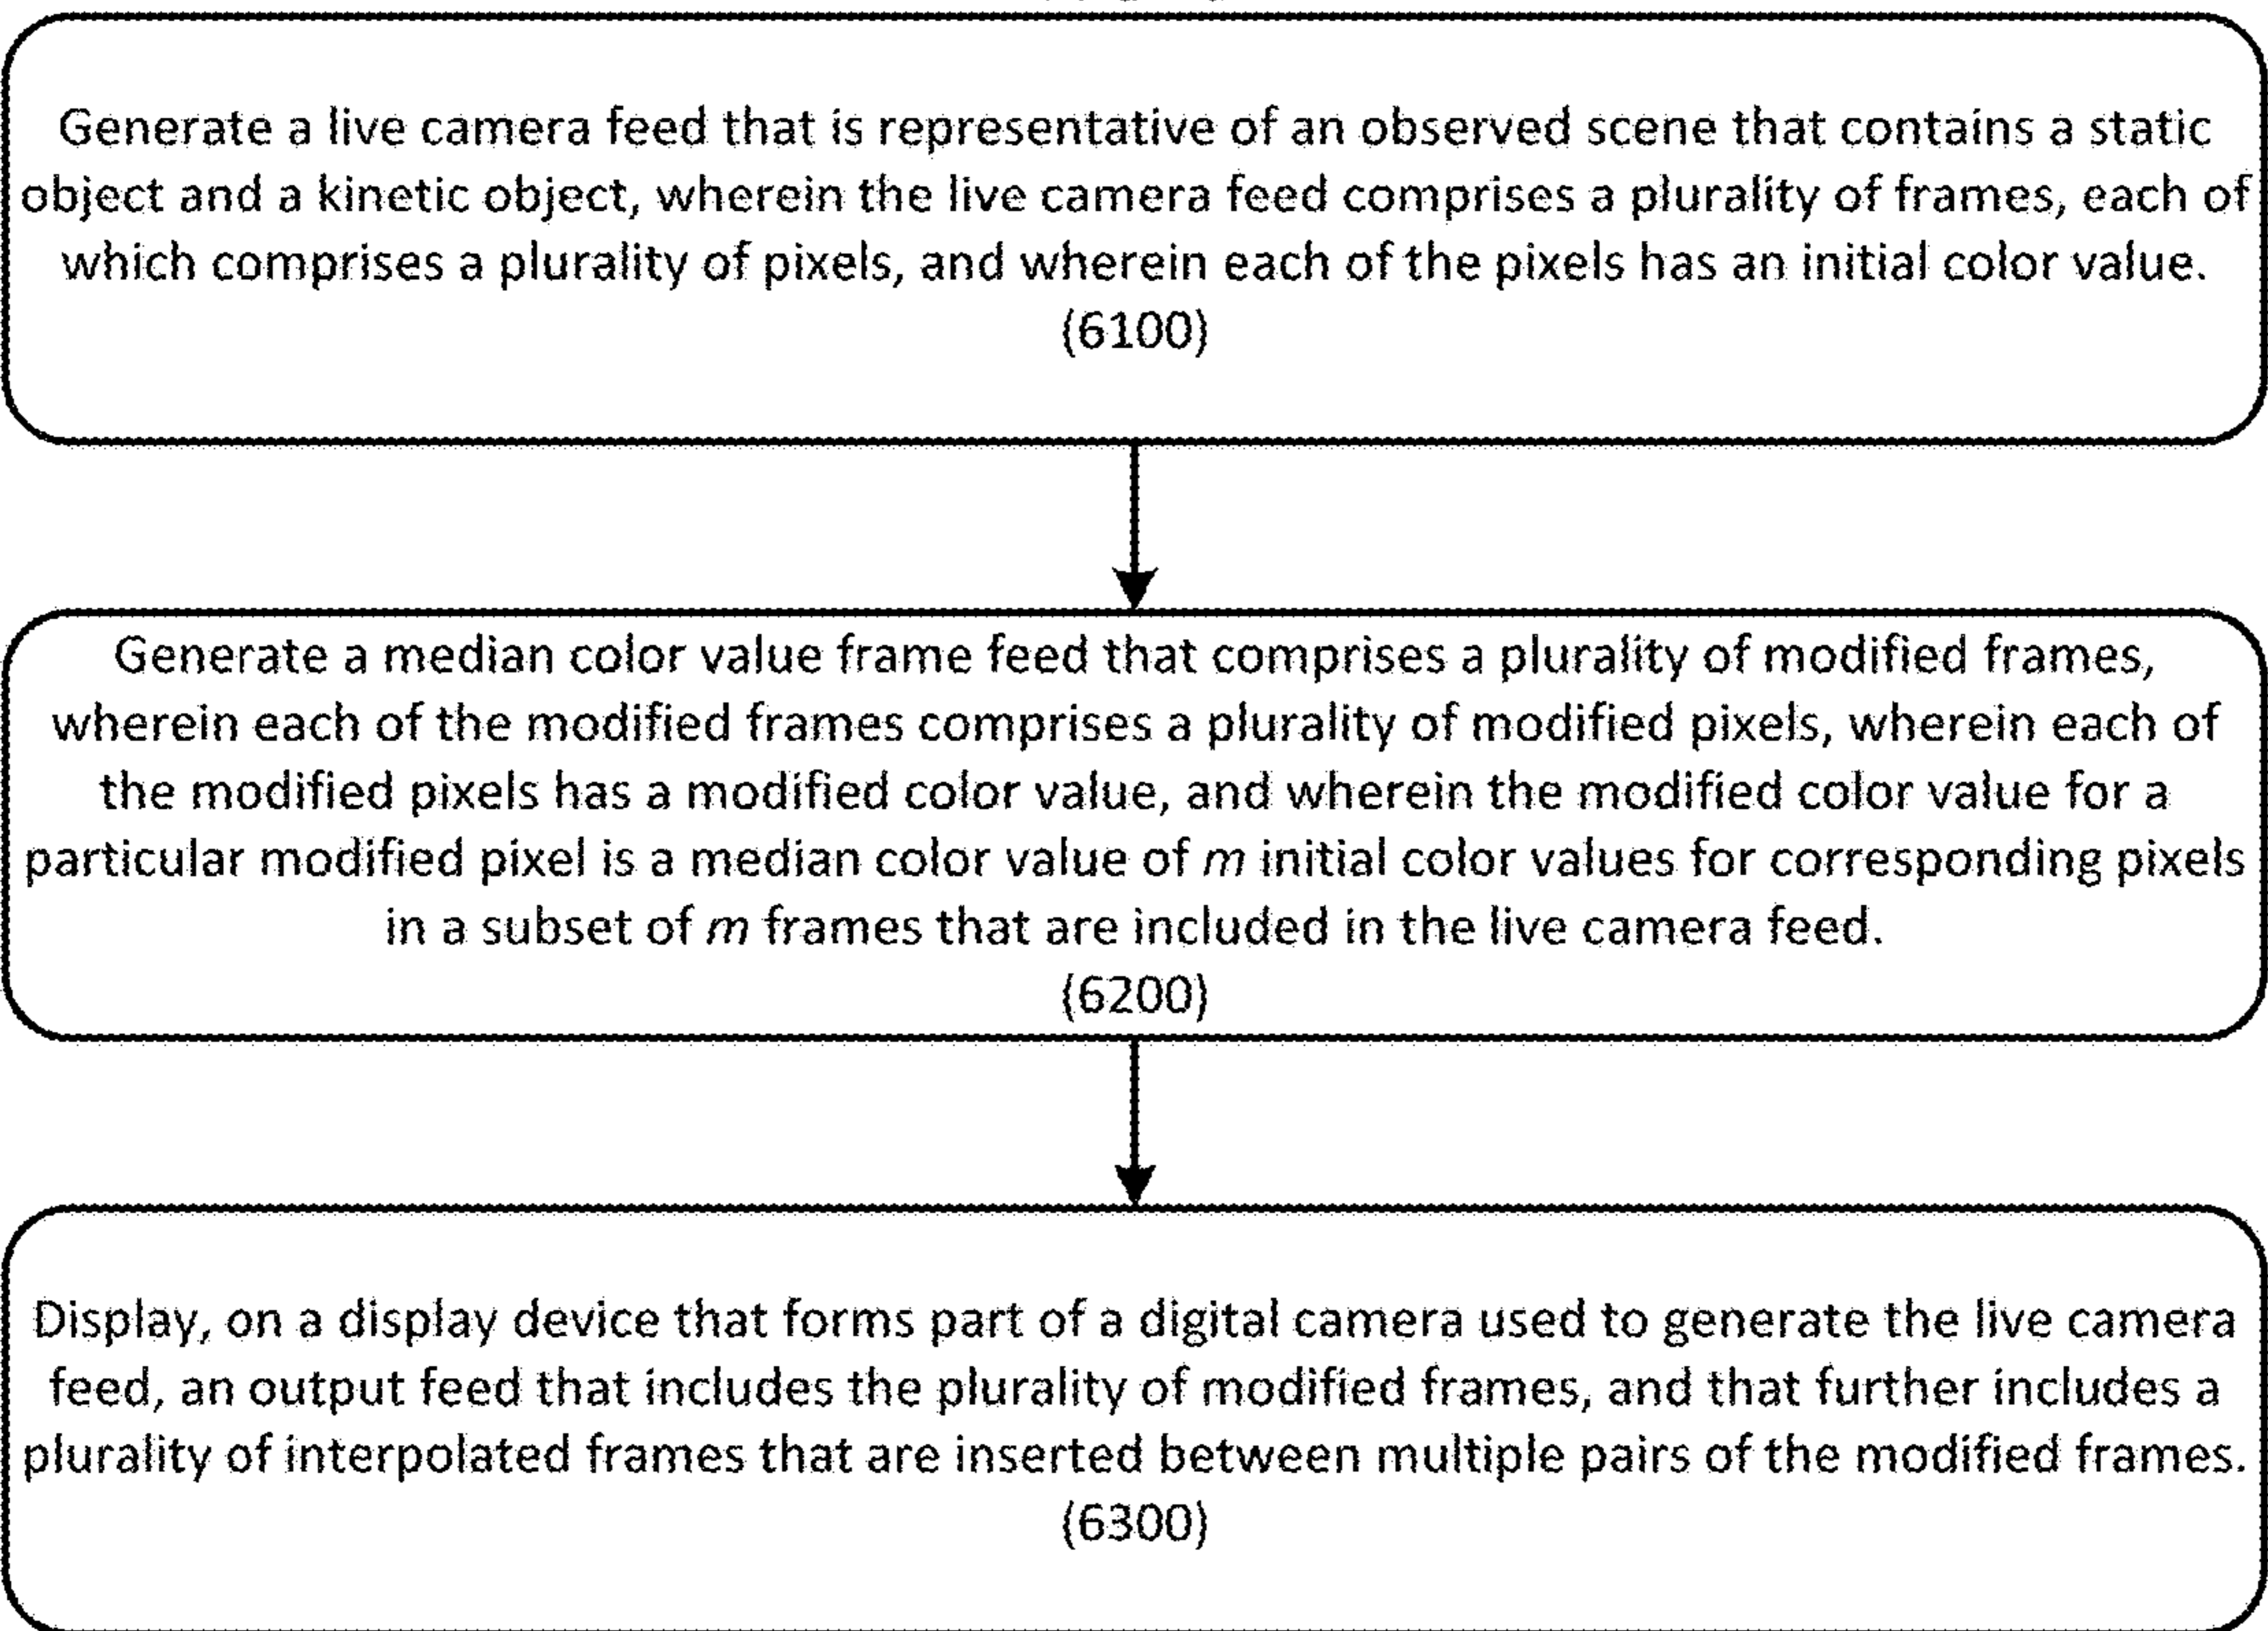 Generate a live camera feed that is representative of an observed scene that contains a static
object and a kinetic object, wherein the live camera feed comprises a plurality of frames, each of
which comprises a plurality of pixels, and wherein each of the pixels has an initial color value.
(6100)
Generate a median color value frame feed that comprises a plurality of modified frames,
wherein each of the modified frames comprises a plurality of modified pixels, wherein each of
the modified pixels has a modified color value, and wherein the modified color value for a
particular modified pixel is a median color value of m initial color values for corresponding pixels
in a subset of m frames that are included in the live camera feed.
(6200)
Display, on a display device that forms part of a digital camera used to generate the live camera
feed, an output feed that includes the plurality of modified frames, and that further includes a
plurality of interpolated frames that are inserted between multiple pairs of the modified frames.
(6300)